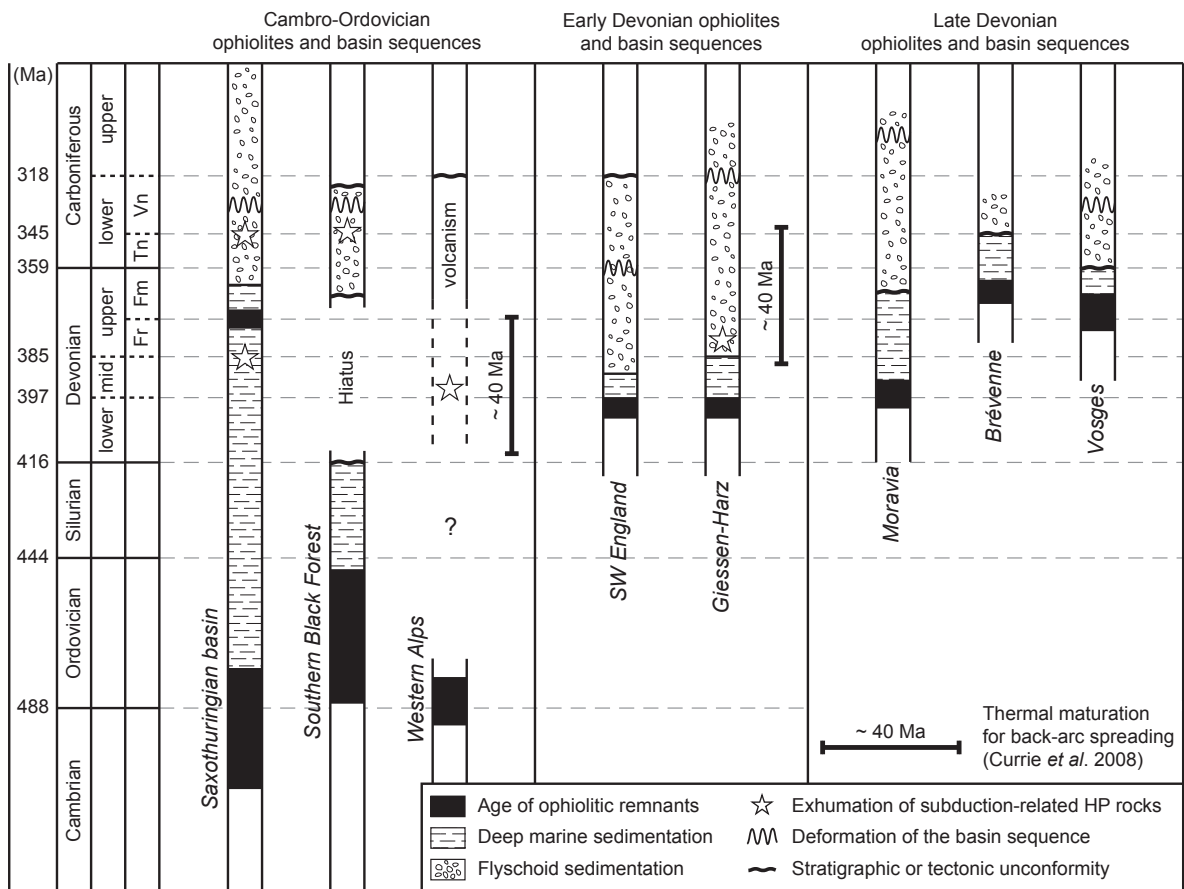 Cambro-Ordovician
ophiolites and basin sequences
Early Devonian ophiolites
and basin sequences
Late Devonian
ophiolites and basin sequences
(Ma)
318
345
359
385
397
416
444
488
Carboniferous
upper
lower
Vn
Tn
Devonian
upper
Fm
Fr
mid
lower
Silurian
Ordovician
Cambrian
Saxothuringian basin
Southern Black Forest
Hiatus
Western Alps
volcanism
?
~ 40 Ma
SW England
Giessen-Harz
~ 40 Ma
Moravia
Brévenne
Vosges
~ 40 Ma
Thermal maturation
for back-arc spreading
(Currie et al. 2008)
Age of ophiolitic remnants
Deep marine sedimentation
Flyschoid sedimentation
Exhumation of subduction-related HP rocks
Deformation of the basin sequence
Stratigraphic or tectonic unconformity